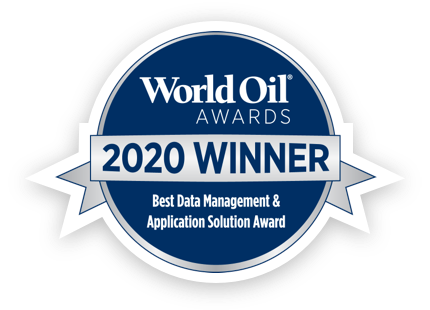 World Oil®
AWARDS
2020 WINNER
Best Data Management &
Application Solution Award